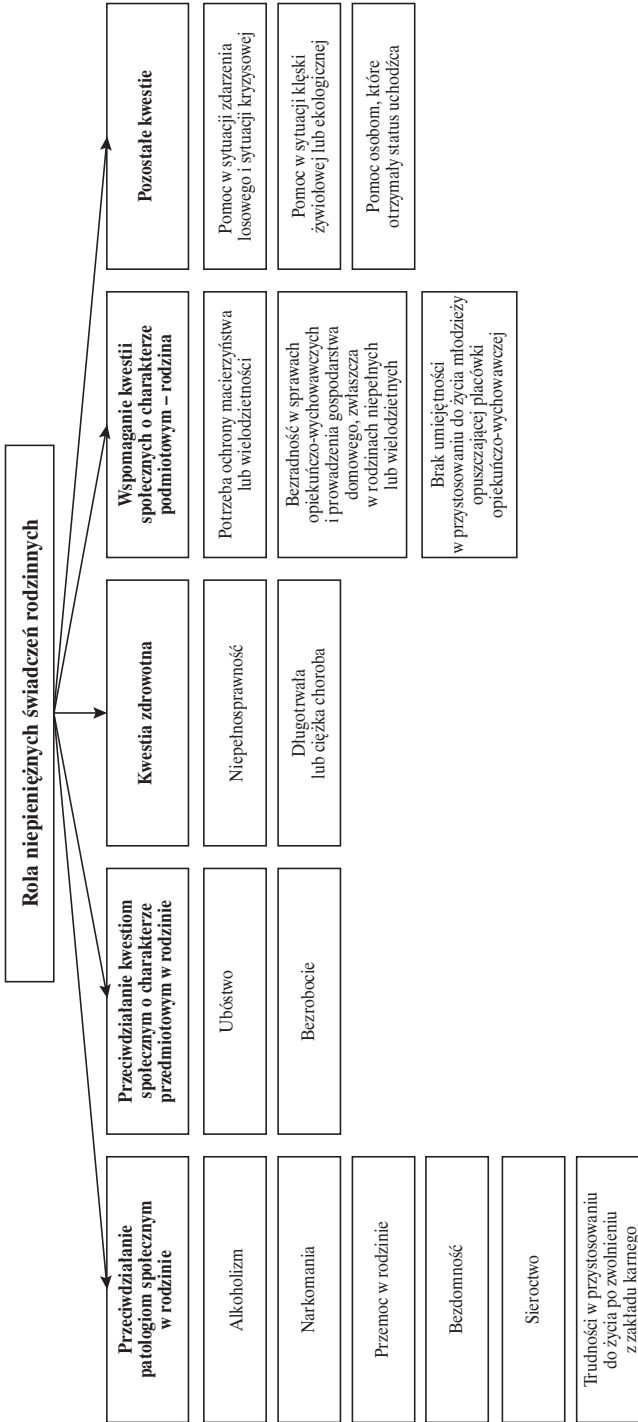 Rola niepieniężnych świadczeń rodzinnych
Przeciwdziałanie
patologiom społecznym
w rodzinie
Alkoholizm
Narkomania
Przemoc w rodzinie
Bezdomność
Sieroctwo
Trudności w przystosowaniu
do życia po zwolnieniu
z zakładu karnego
Przeciwdziałanie kwestiom
społecznym o charakterze
przedmiotowym w rodzinie
Ubóstwo
Bezrobocie
Kwestia zdrowotna
Niepełnosprawność
Długotrwała
lub ciężka choroba
Wspomaganie kwestii
społecznych o charakterze
podmiotowym – rodzina
Potrzeba ochrony macierzyństwa
lub wielodzietności
Bezradność w sprawach
opiekuńczo-wychowawczych
i prowadzenia gospodarstwa
domowego, zwłaszcza
w rodzinach niepełnych
lub wielodzietnych
Brak umiejętności
w przystosowaniu do życia młodzieży
opuszczającej placówki
opiekuńczo-wychowawczej
Pozostałe kwestie
Pomoc w sytuacji zdarzenia
losowego i sytuacji kryzysowej
Pomoc w sytuacji klęski
żywiołowej lub ekologicznej
Pomoc osobom, które
otrzymały status uchodźca